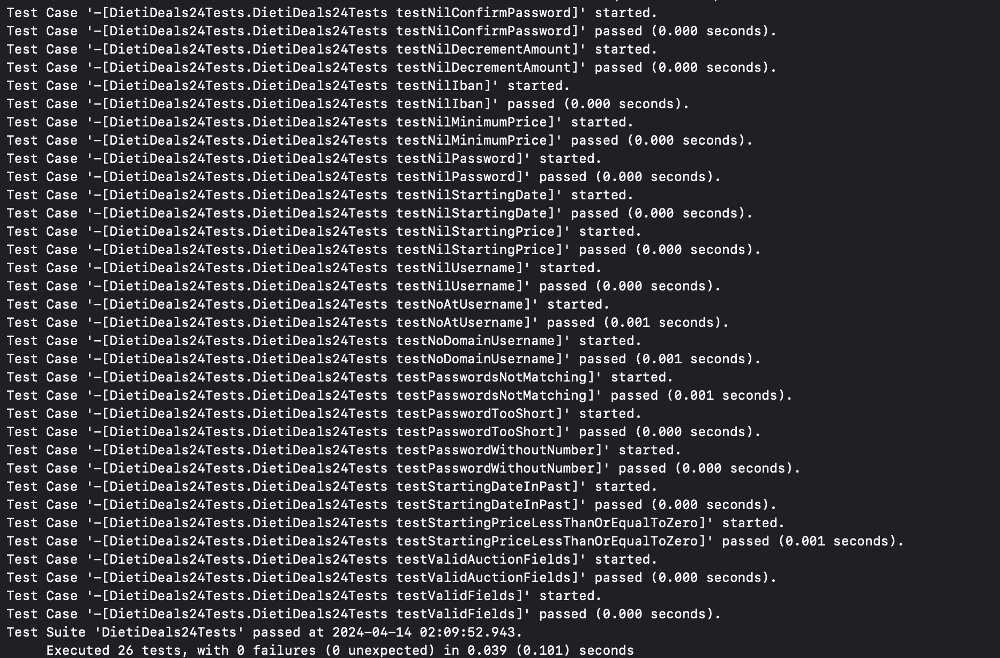 Test Case '-[DietiDeals24Tests.DietiDeals24Tests testNilConfirmPassword]' started.
Test Case '-[DietiDeals24Tests.DietiDeals24Tests testNilConfirmPassword]' passed (0.000 seconds).
Test Case '-[DietiDeals24Tests.DietiDeals24Tests testNilDecrementAmount]' started.
Test Case '-[DietiDeals24Tests.DietiDeals24Tests testNilDecrementAmount]' passed (0.000 seconds).
Test Case '-[DietiDeals24Tests.DietiDeals24Tests testNilIban]' started.
Test Case '-[DietiDeals24Tests.DietiDeals24Tests testNilIban]' passed (0.000 seconds).
Test Case '-[DietiDeals24Tests.DietiDeals24Tests testNilMinimumPrice]' started.
Test Case '-[DietiDeals24Tests.DietiDeals24Tests testNilMinimumPrice]' passed (0.000 seconds).
Test Case '-[DietiDeals24Tests.DietiDeals24Tests testNilPassword]' started.
Test Case '-[DietiDeals24Tests.DietiDeals24Tests testNilPassword]' passed (0.000 seconds).
Test Case '-[DietiDeals24Tests.DietiDeals24Tests testNilStartingDate]' started.
Test Case '-[DietiDeals24Tests.DietiDeals24Tests testNilStartingDate]' passed (0.000 seconds).
Test Case '-[DietiDeals24Tests.DietiDeals24Tests testNilStartingPrice]' started.
Test Case '-[DietiDeals24Tests.DietiDeals24Tests testNilStartingPrice]' passed (0.000 seconds).
Test Case '-[DietiDeals24Tests.DietiDeals24Tests testNilUsername]' started.
Test Case '-[DietiDeals24Tests.DietiDeals24Tests testNilUsername]' passed (0.000 seconds).
Test Case '-[DietiDeals24Tests.DietiDeals24Tests testNoAtUsername]' started.
Test Case '-[DietiDeals24Tests.DietiDeals24Tests testNoAtUsername]' passed (0.001 seconds).
Test Case '-[DietiDeals24Tests.DietiDeals24Tests testNoDomainUsername]' started.
Test Case '-[DietiDeals24Tests.DietiDeals24Tests testNoDomainUsername]' passed (0.001 seconds).
Test Case '-[DietiDeals24Tests.DietiDeals24Tests testPasswordsNotMatching]' started.
Test Case '-[DietiDeals24Tests.DietiDeals24Tests testPasswordsNotMatching]' passed (0.001 seconds).
Test Case '-[DietiDeals24Tests.DietiDeals24Tests testPasswordTooShort]' started.
Test Case '-[DietiDeals24Tests.DietiDeals24Tests testPasswordTooShort]' passed (0.000 seconds).
Test Case '-[DietiDeals24Tests.DietiDeals24Tests testPasswordWithoutNumber]' started.
Test Case '-[DietiDeals24Tests.DietiDeals24Tests testPasswordWithoutNumber]' passed (0.000 seconds).
Test Case '-[DietiDeals24Tests.DietiDeals24Tests testStartingDateInPast]' started.
Test Case '-[DietiDeals24Tests.DietiDeals24Tests testStartingDateInPast]' passed (0.000 seconds).
Test Case '-[DietiDeals24Tests.DietiDeals24Tests testStartingPriceLessThanOrEqualToZero]' started.
Test Case '-[DietiDeals24Tests.DietiDeals24Tests testStartingPriceLessThanOrEqualToZero]' passed (0.001 seconds).
Test Case '-[DietiDeals24Tests.DietiDeals24Tests testValidAuctionFields]' started.
Test Case '-[DietiDeals24Tests.DietiDeals24Tests testValidAuctionFields]' passed (0.000 seconds).
Test Case '-[DietiDeals24Tests.DietiDeals24Tests testValidFields]' started.
Test Case '-[DietiDeals24Tests.DietiDeals24Tests testValidFields]' passed (0.000 seconds).
Test Suite 'DietiDeals24Tests' passed at 2024-04-14 02:09:52.943.
Executed 26 tests, with 0 failures (0 unexpected) in 0.039 (0.101) seconds